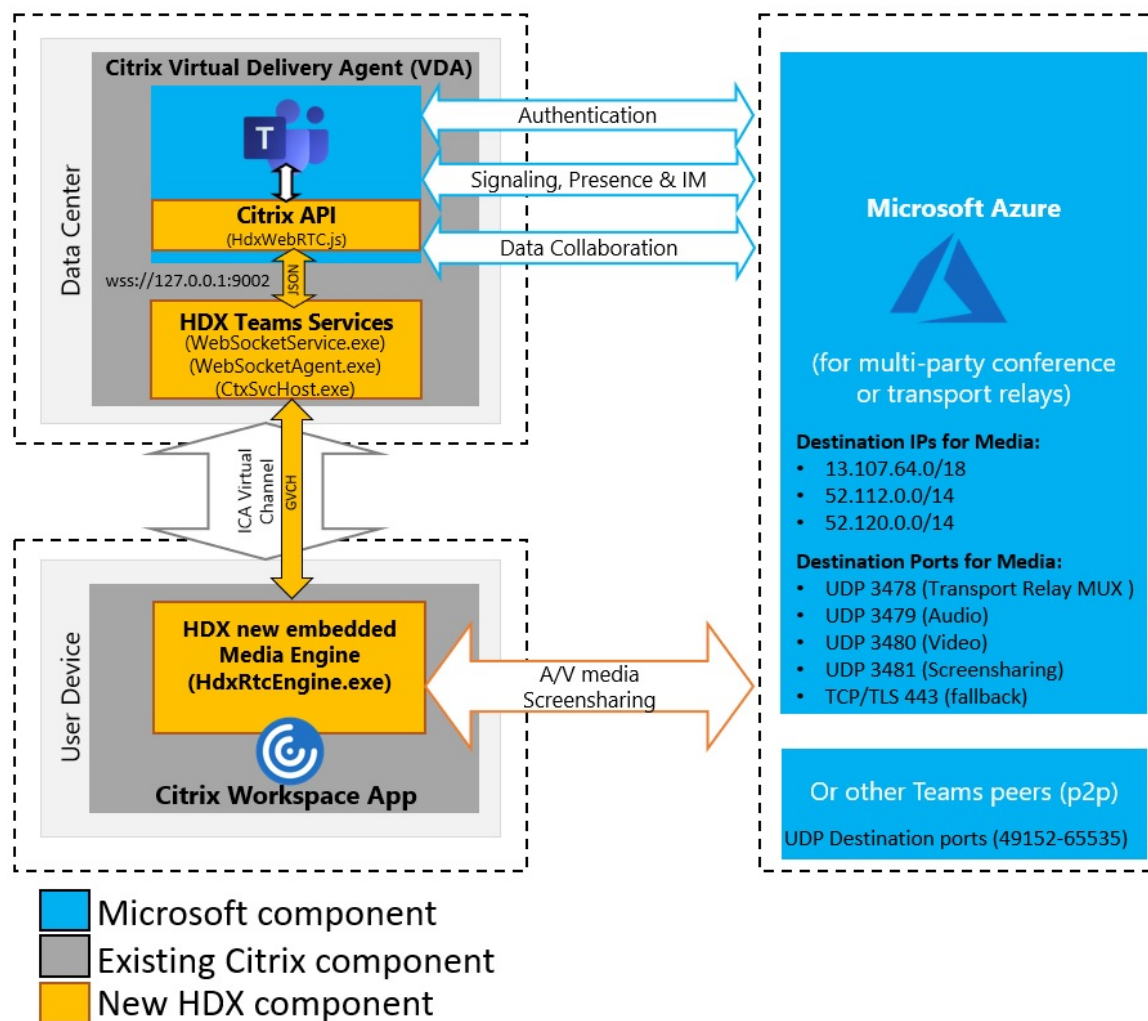 Data Center
Citrix Virtual Delivery Agent (VDA)
T
Citrix API
(HdxWebRTC.js)
wss://127.0.0.1:9002
JSON
HDX Teams Services
(WebSocketService.exe)
(WebSocketAgent.exe)
(CtxSvcHost.exe)
Authentication
Signaling, Presence & IM
Data Collaboration
ICA Virtual
Channel
GVCH
User Device
HDX new embedded
Media Engine
(HdxRtcEngine.exe)
Citrix Workspace App
A/V media
Screensharing
Microsoft Azure
(for multi-party conference
or transport relays)
Destination IPs for Media:
• 13.107.64.0/18
• 52.112.0.0/14
• 52.120.0.0/14
Destination Ports for Media:
• UDP 3478 (Transport Relay MUX )
• UDP 3479 (Audio)
• UDP 3480 (Video)
• UDP 3481 (Screensharing)
• TCP/TLS 443 (fallback)
Or other Teams peers (p2p)
UDP Destination ports (49152-65535)
Microsoft component
Existing Citrix component
New HDX component